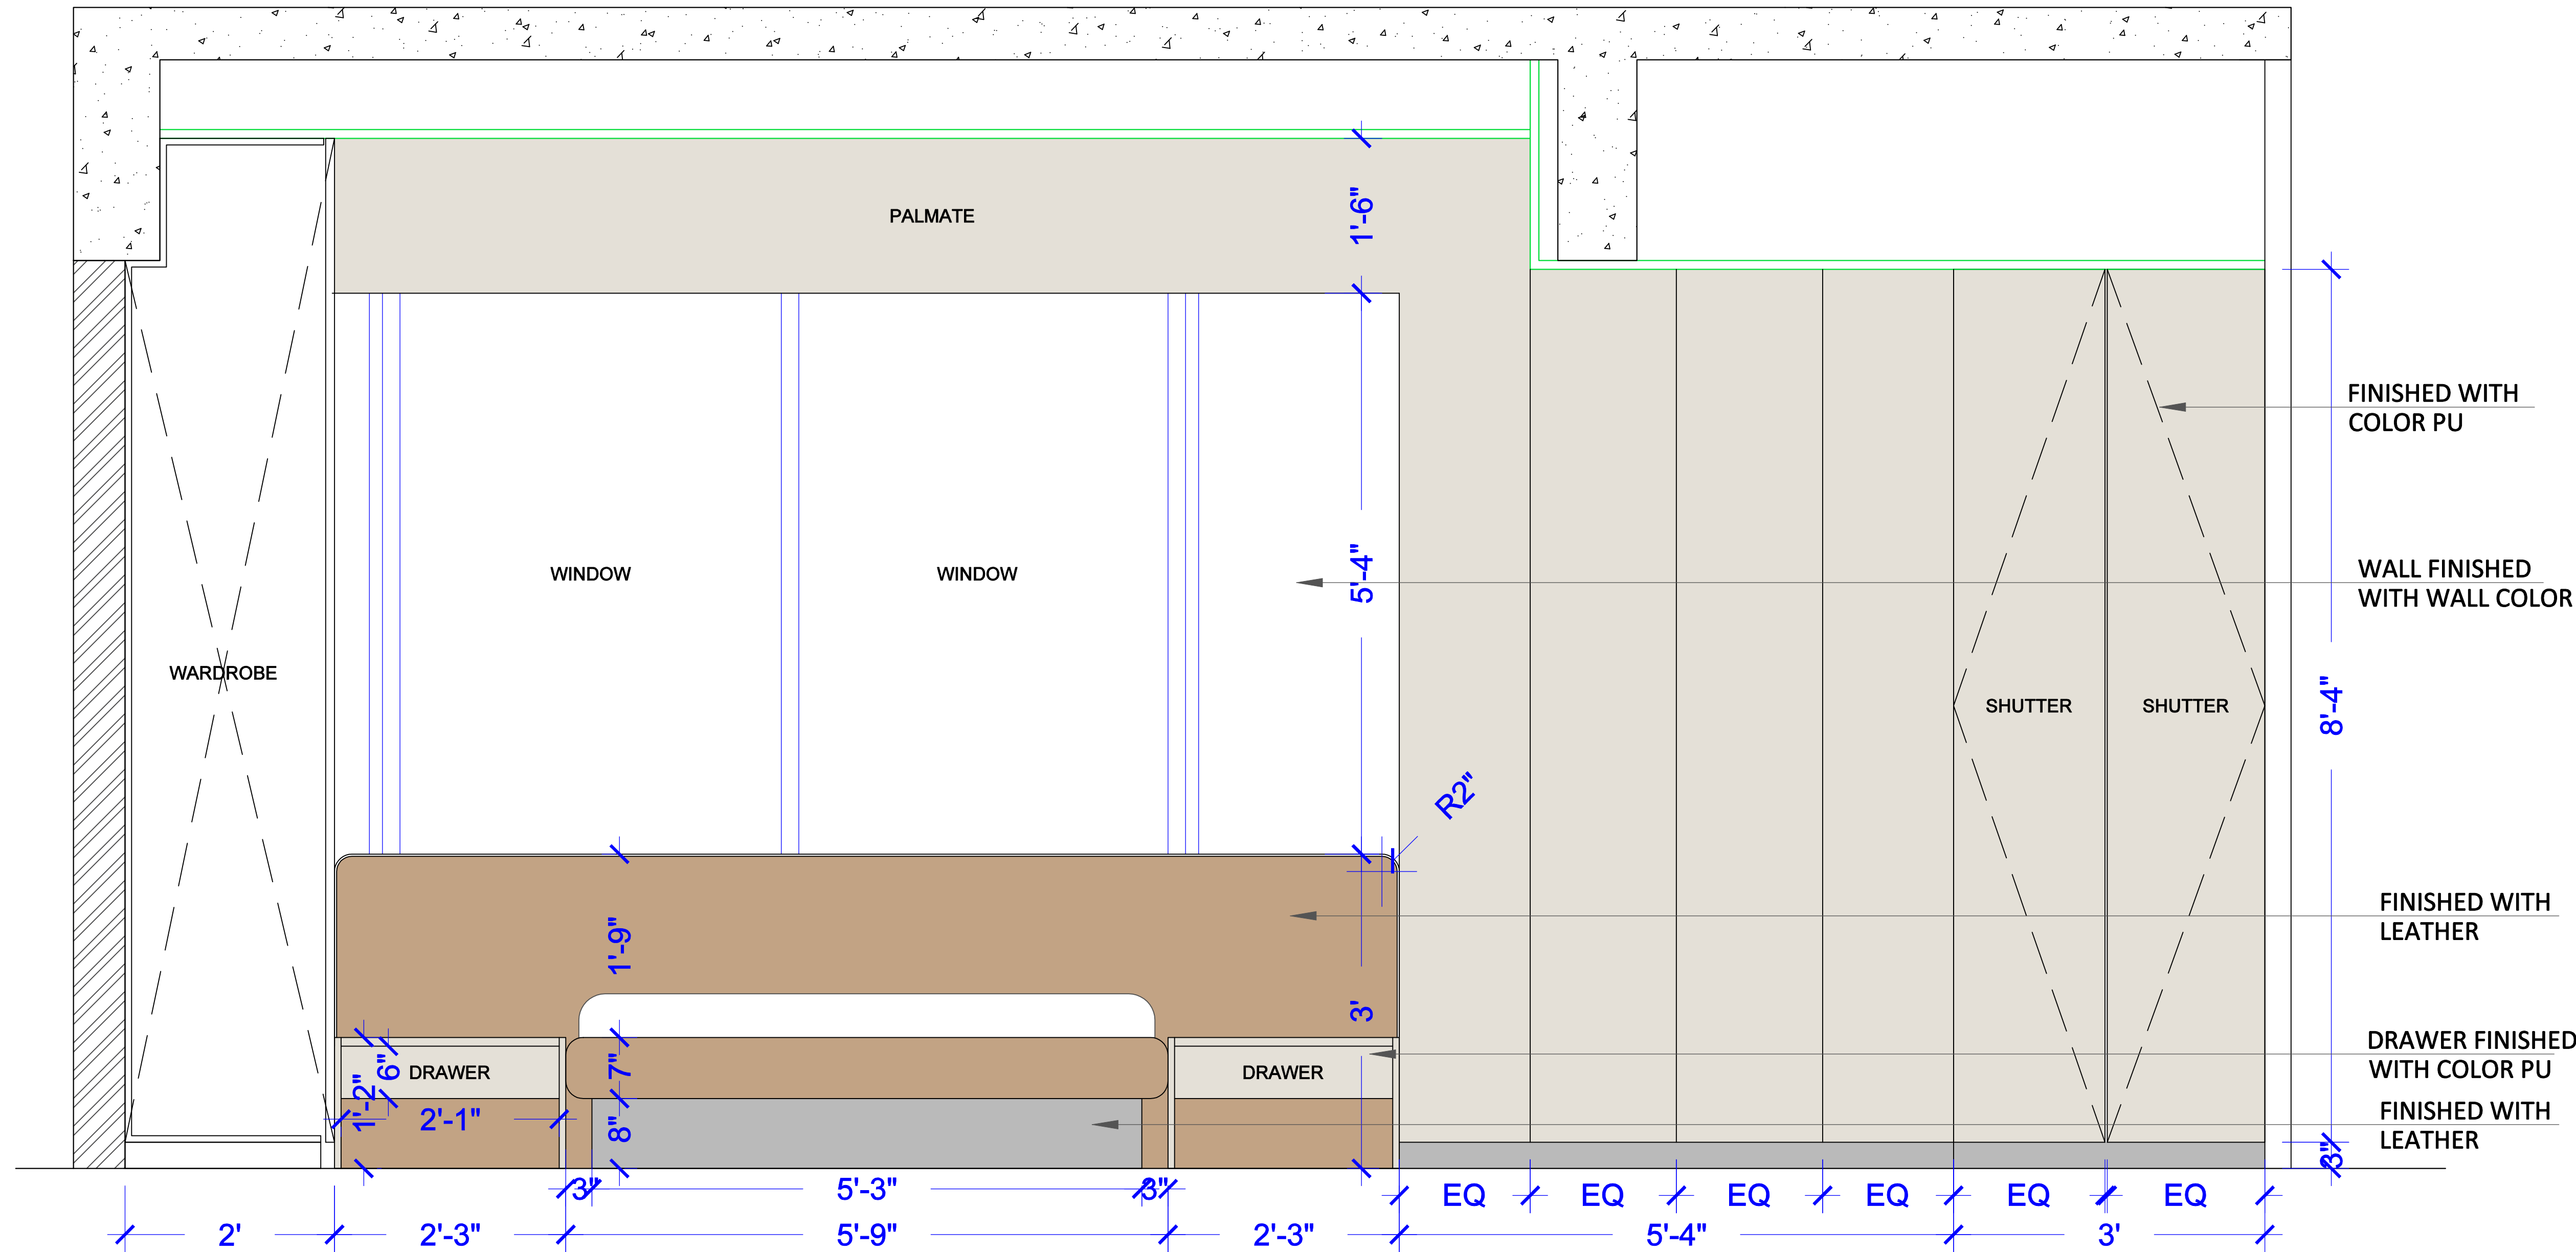 PALMATE
1'-6"
FINISHED WITH
COLOR PU
WINDOW
WINDOW
5'-4"
WALL FINISHED
WITH WALL COLOR
WARDROBE
SHUTTER
SHUTTER
8'-4"
R2"
FINISHED WITH
LEATHER
1'-9"
3'
DRAWER FINISHED
WITH COLOR PU
DRAWER
6"
7"
DRAWER
1'-2"
2'-1"
8"
FINISHED WITH
LEATHER
3"
3"
5'-3"
3"
EQ
EQ
EQ
EQ
EQ
EQ
2'
2'-3"
5'-9"
2'-3"
5'-4"
3'